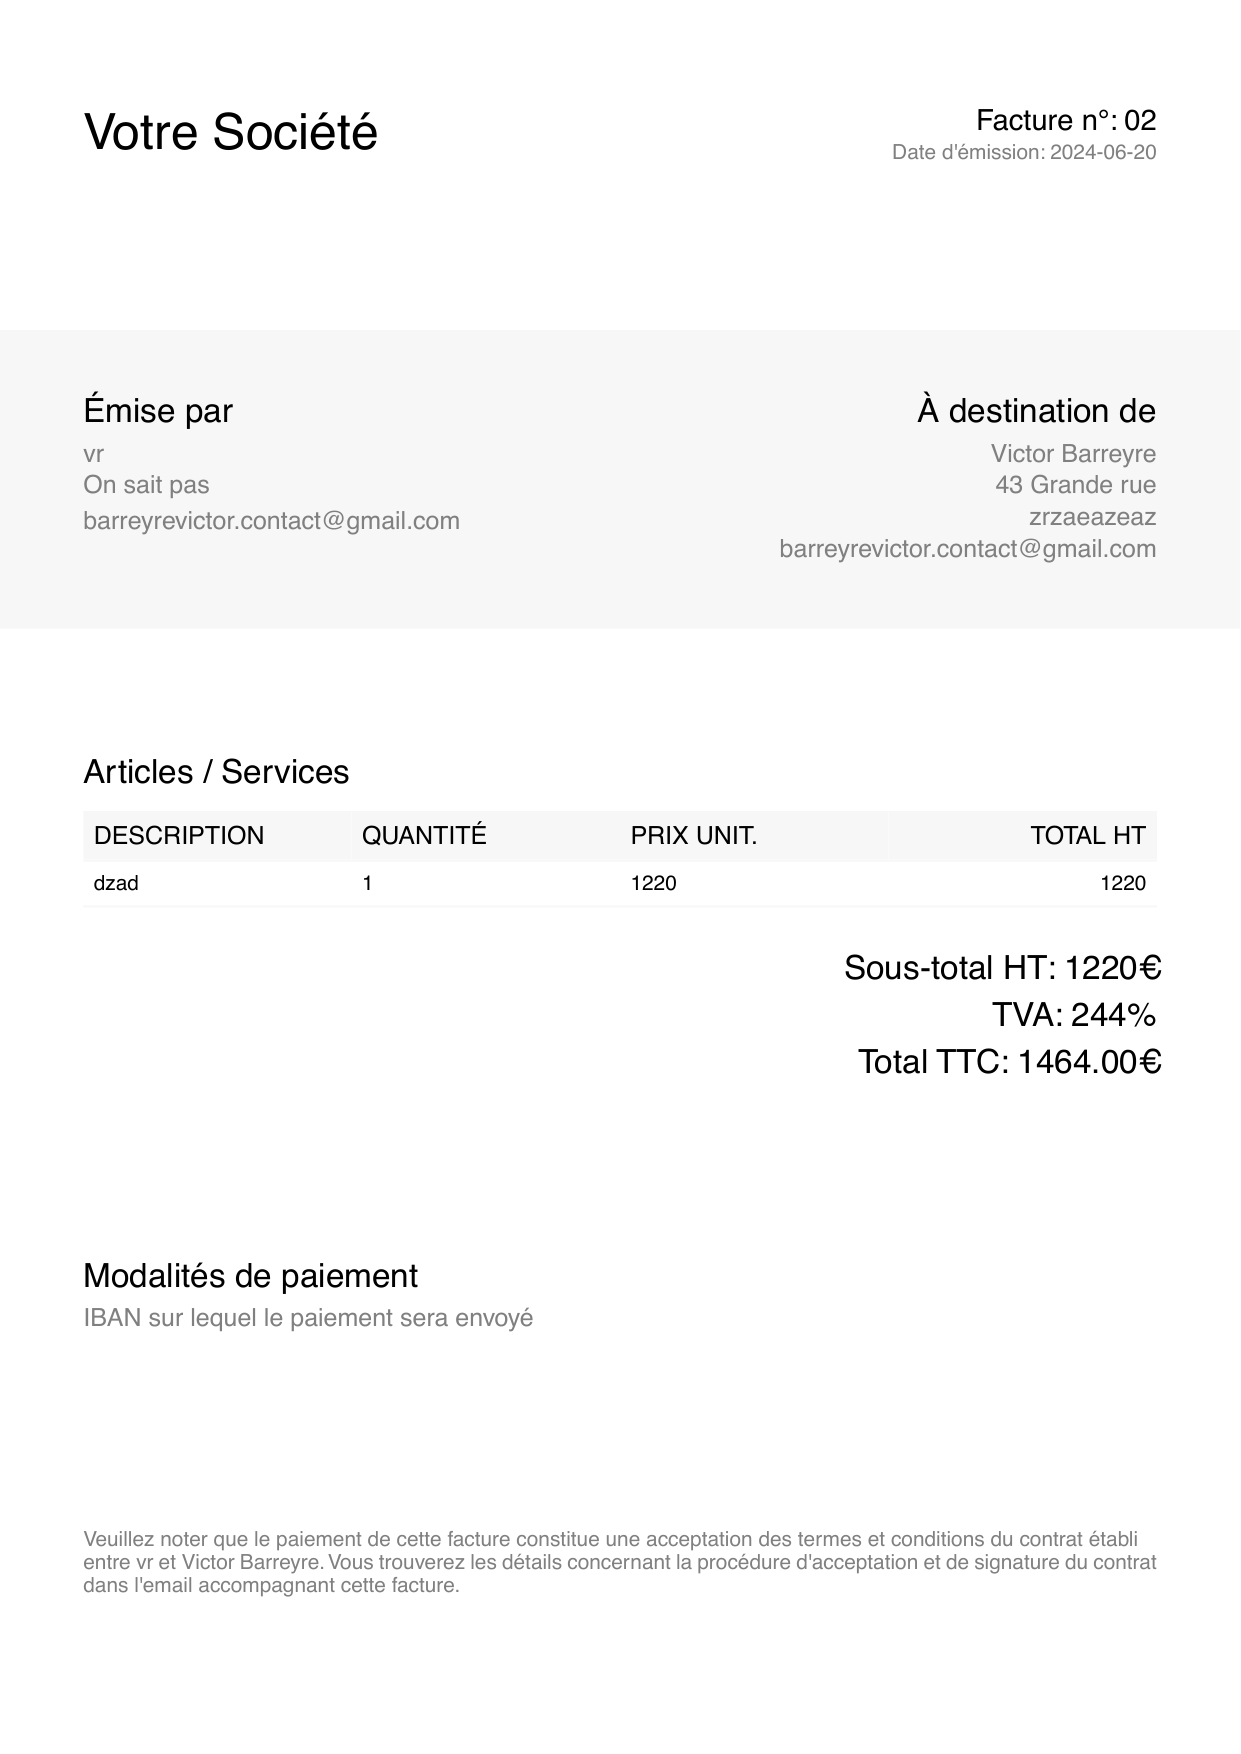 Votre Société
Facture n°: 02
Date d'émission: 2024-06-20
Émise par
vr
On sait pas
barreyrevictor.contact@gmail.com
À destination de
Victor Barreyre
43 Grande rue
zrzaeazeaz
barreyrevictor.contact@gmail.com
Articles / Services
DESCRIPTION QUANTITÉ PRIX UNIT. TOTAL HT
dzad 1 1220 1220
Sous-total HT: 1220€
TVA: 244%
Total TTC: 1464.00€
Modalités de paiement
IBAN sur lequel le paiement sera envoyé
Veuillez noter que le paiement de cette facture constitue une acceptation des termes et conditions du contrat établi
entre vr et Victor Barreyre. Vous trouverez les détails concernant la procédure d'acceptation et de signature du contrat
dans l'email accompagnant cette facture.